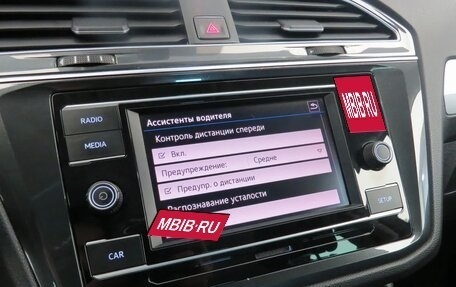 RADIO
MEDIA
CAR
SETUP
Ассистенты водителя
Контроль дистанции спереди
Вкл.
Предупреждение: Средне
Предупр. о дистанции
Распознавание усталости
MBIB·RU
MBIB·RU